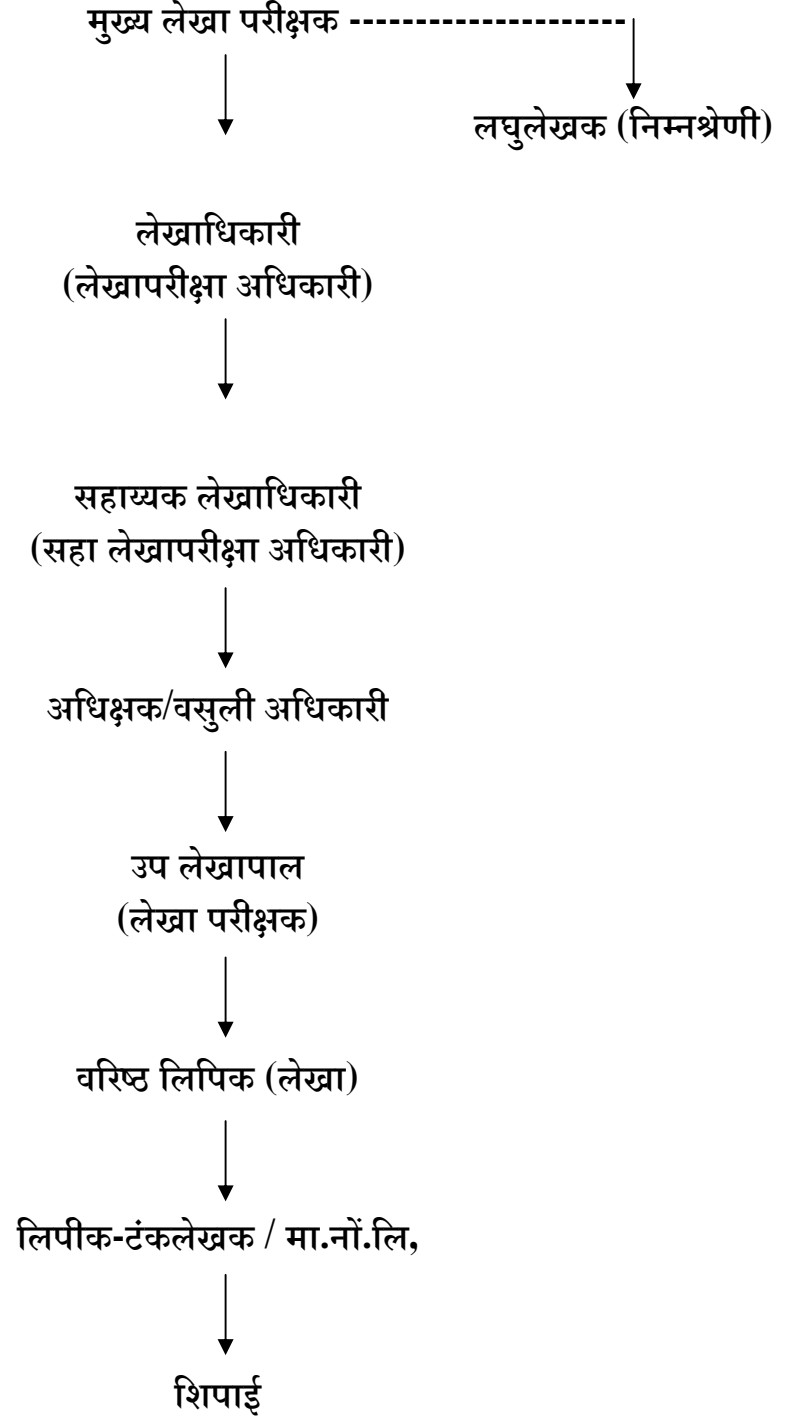 मुख्य लेखा परीक्षक ---------------------
लघुलेखक (निम्नश्रेणी)
लेखाधिकारी
(लेखापरीक्षा अधिकारी)
सहाय्यक लेखाधिकारी
(सहा लेखापरीक्षा अधिकारी)
अधिक्षक/वसुली अधिकारी
उप लेखापाल
(लेखा परीक्षक)
वरिष्ठ लिपिक (लेखा)
लिपीक-टंकलेखक / मा.नों.लि,
शिपाई